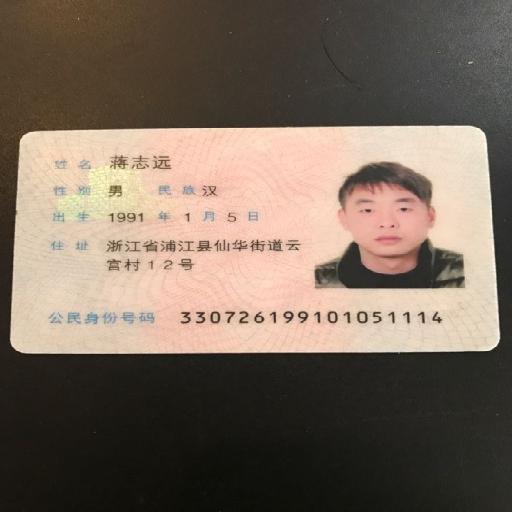 姓名 蒋志远
性别 男 民族 汉
出生 1991 年 1 月 5 日
住址 浙江省浦江县仙华街道云
宫村12号
公民身份号码 330726199101051114